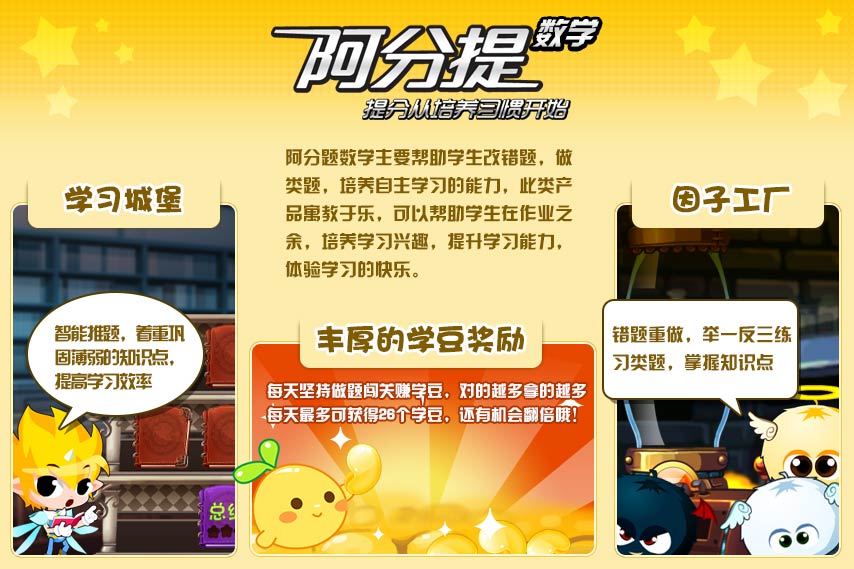 阿分提 数学
提分从培养习惯开始
阿分题数学主要帮助学生改错题，做
类题，培养自主学习的能力，此类产
品寓教于乐，可以帮助学生在作业之
余，培养学习兴趣，提升学习能力，
体验学习的快乐。
学习城堡
智能推题，着重巩
固薄弱的知识点，
提高学习效率
总结
丰厚的学豆奖励
每天坚持做题闯关赚学豆，对的越多拿的越多
每天最多可获得26个学豆，还有机会翻倍哦！
因子工厂
错题重做，举一反三练
习类题，掌握知识点